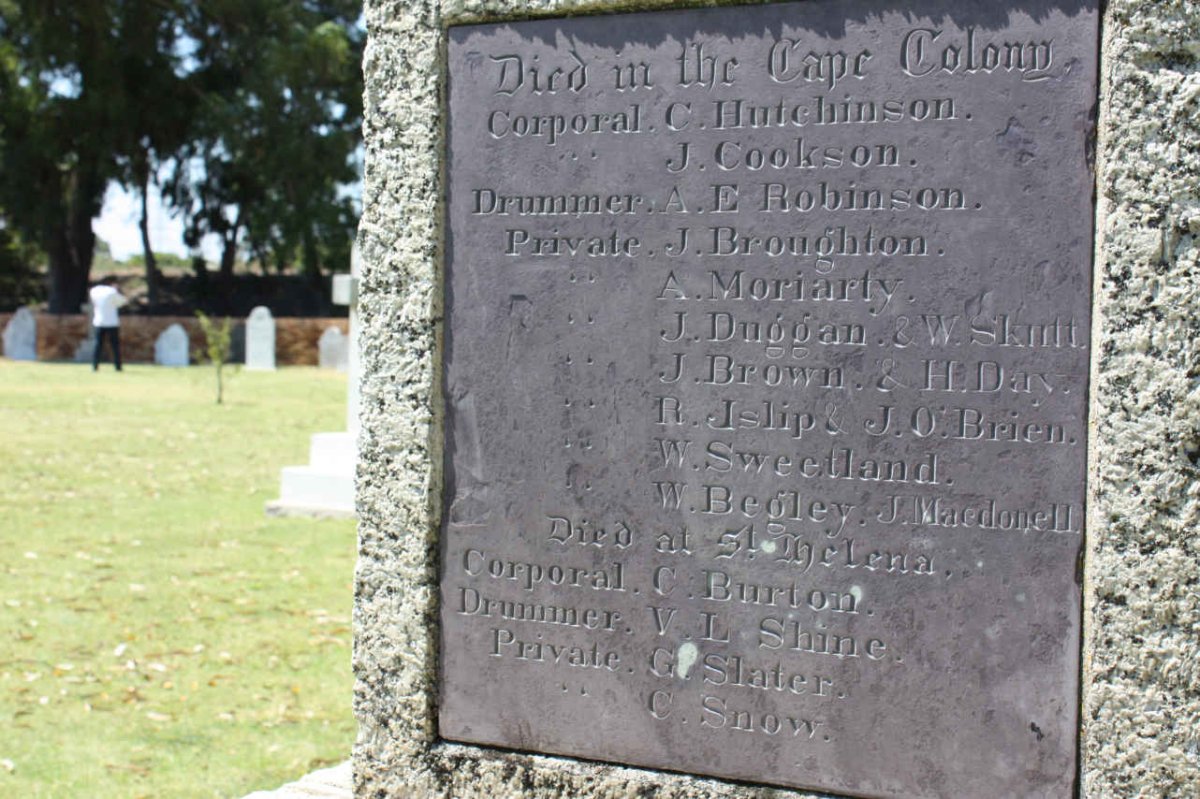 Died in the Cape Colony.
Corporal. C. Hutchinson.
" J. Cookson.
Drummer. A. E Robinson.
Private. J. Broughton.
" A. Moriarty.
" J. Duggan. & W. Skutt.
" J. Brown. & H. Day.
" R. Jslip & J. O'Brien.
" W. Sweetland.
" W. Begley. J. Macdonell.
Died at St. Helena.
Corporal. C. Burton.
Drummer. V. L Shine.
Private. G. Slater.
" C. Snow.